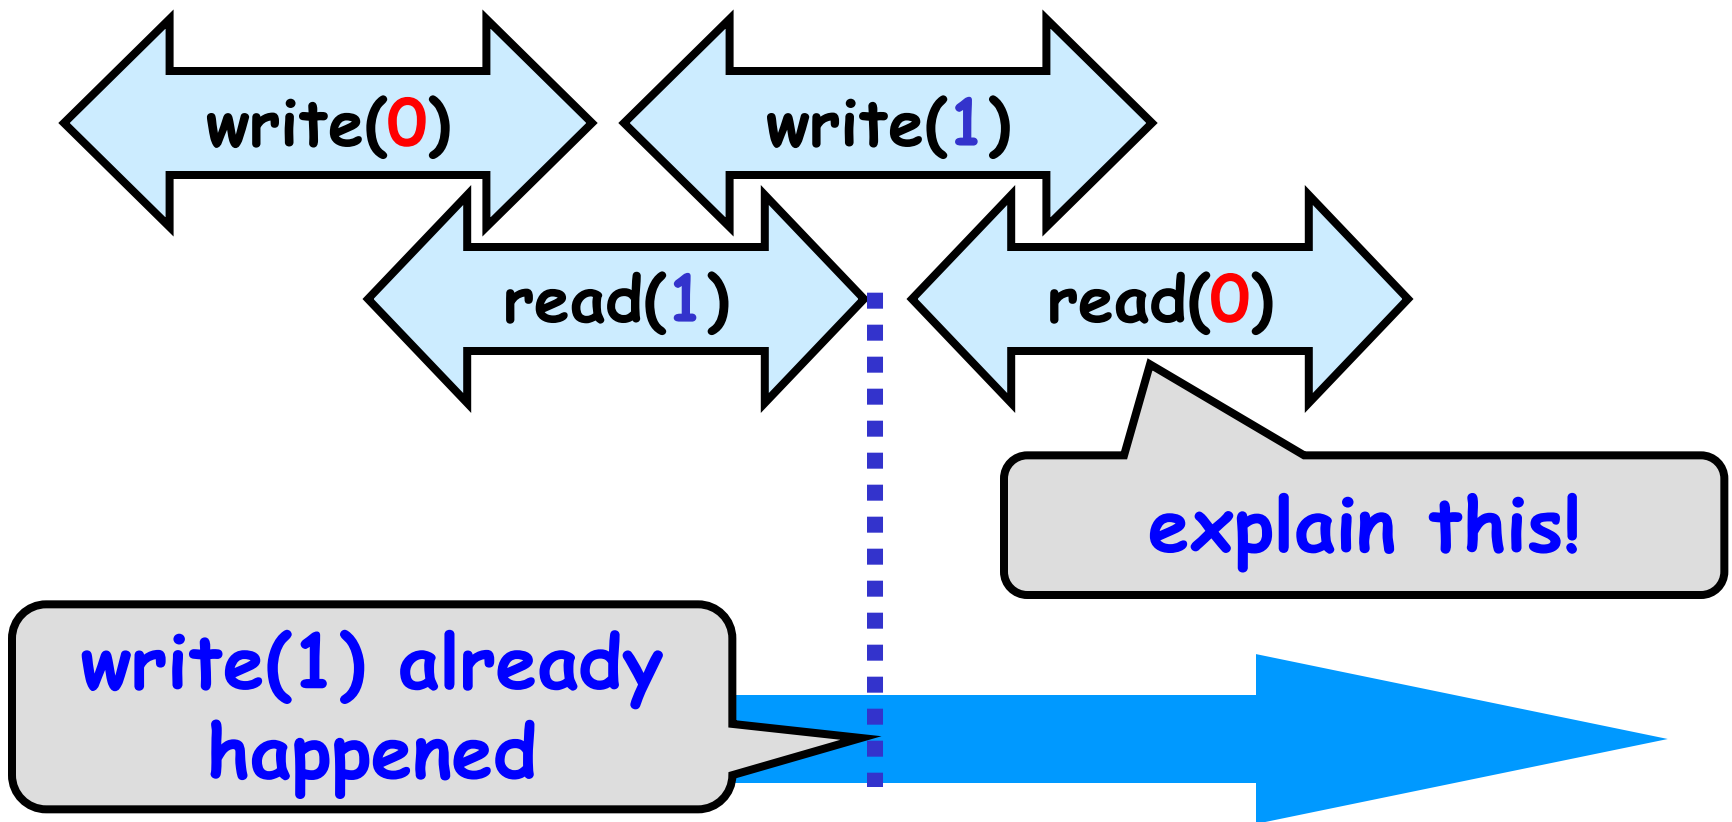 write(0)
write(1)
read(1)
read(0)
explain this!
write(1) already
happened